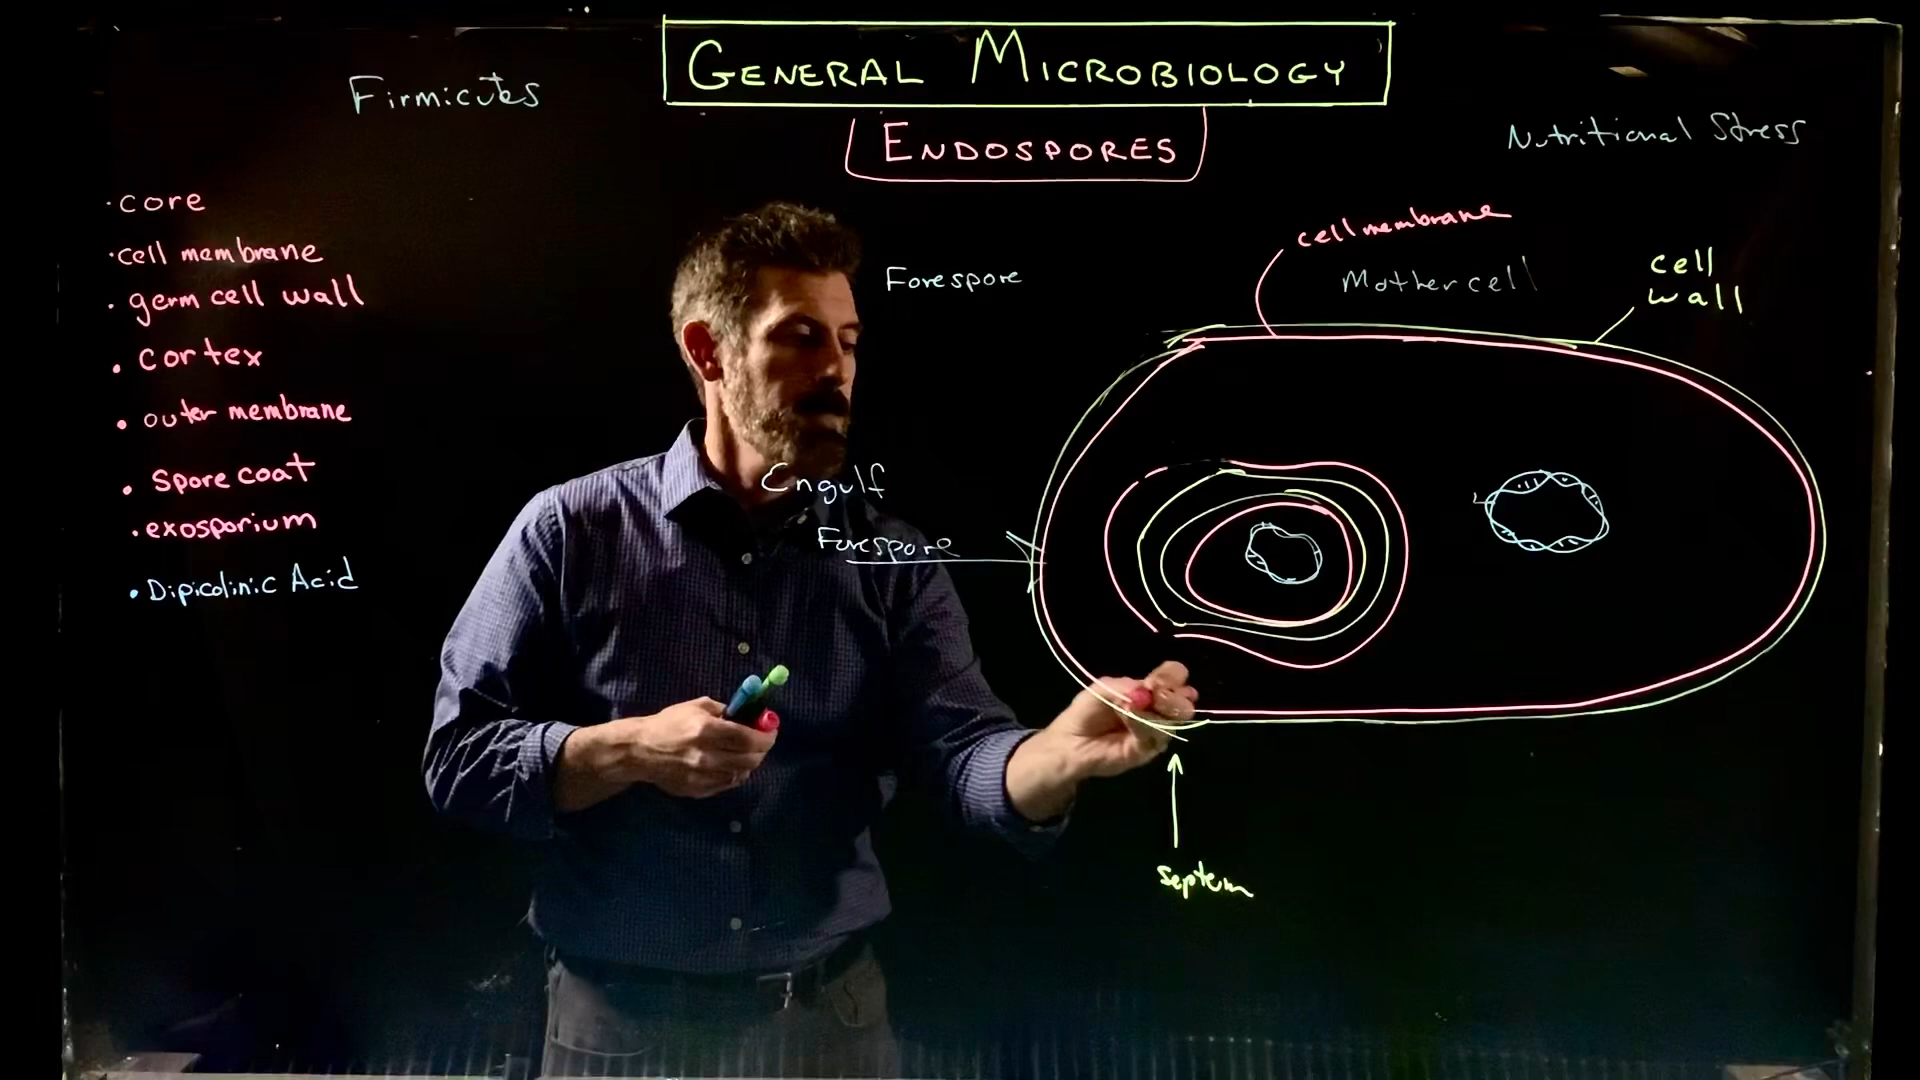 GENERAL MICROBIOLOGY
Firmicutes
ENDOSPORES
Nutritional Stress
·core
·cell membrane
· germ cell wall
· Cortex
· outer membrane
· Spore coat
·exosporium
·Dipicolinic Acid
Forespore
cell membrane
Mother cell
cell
wall
Engulf
Forespore
Septum